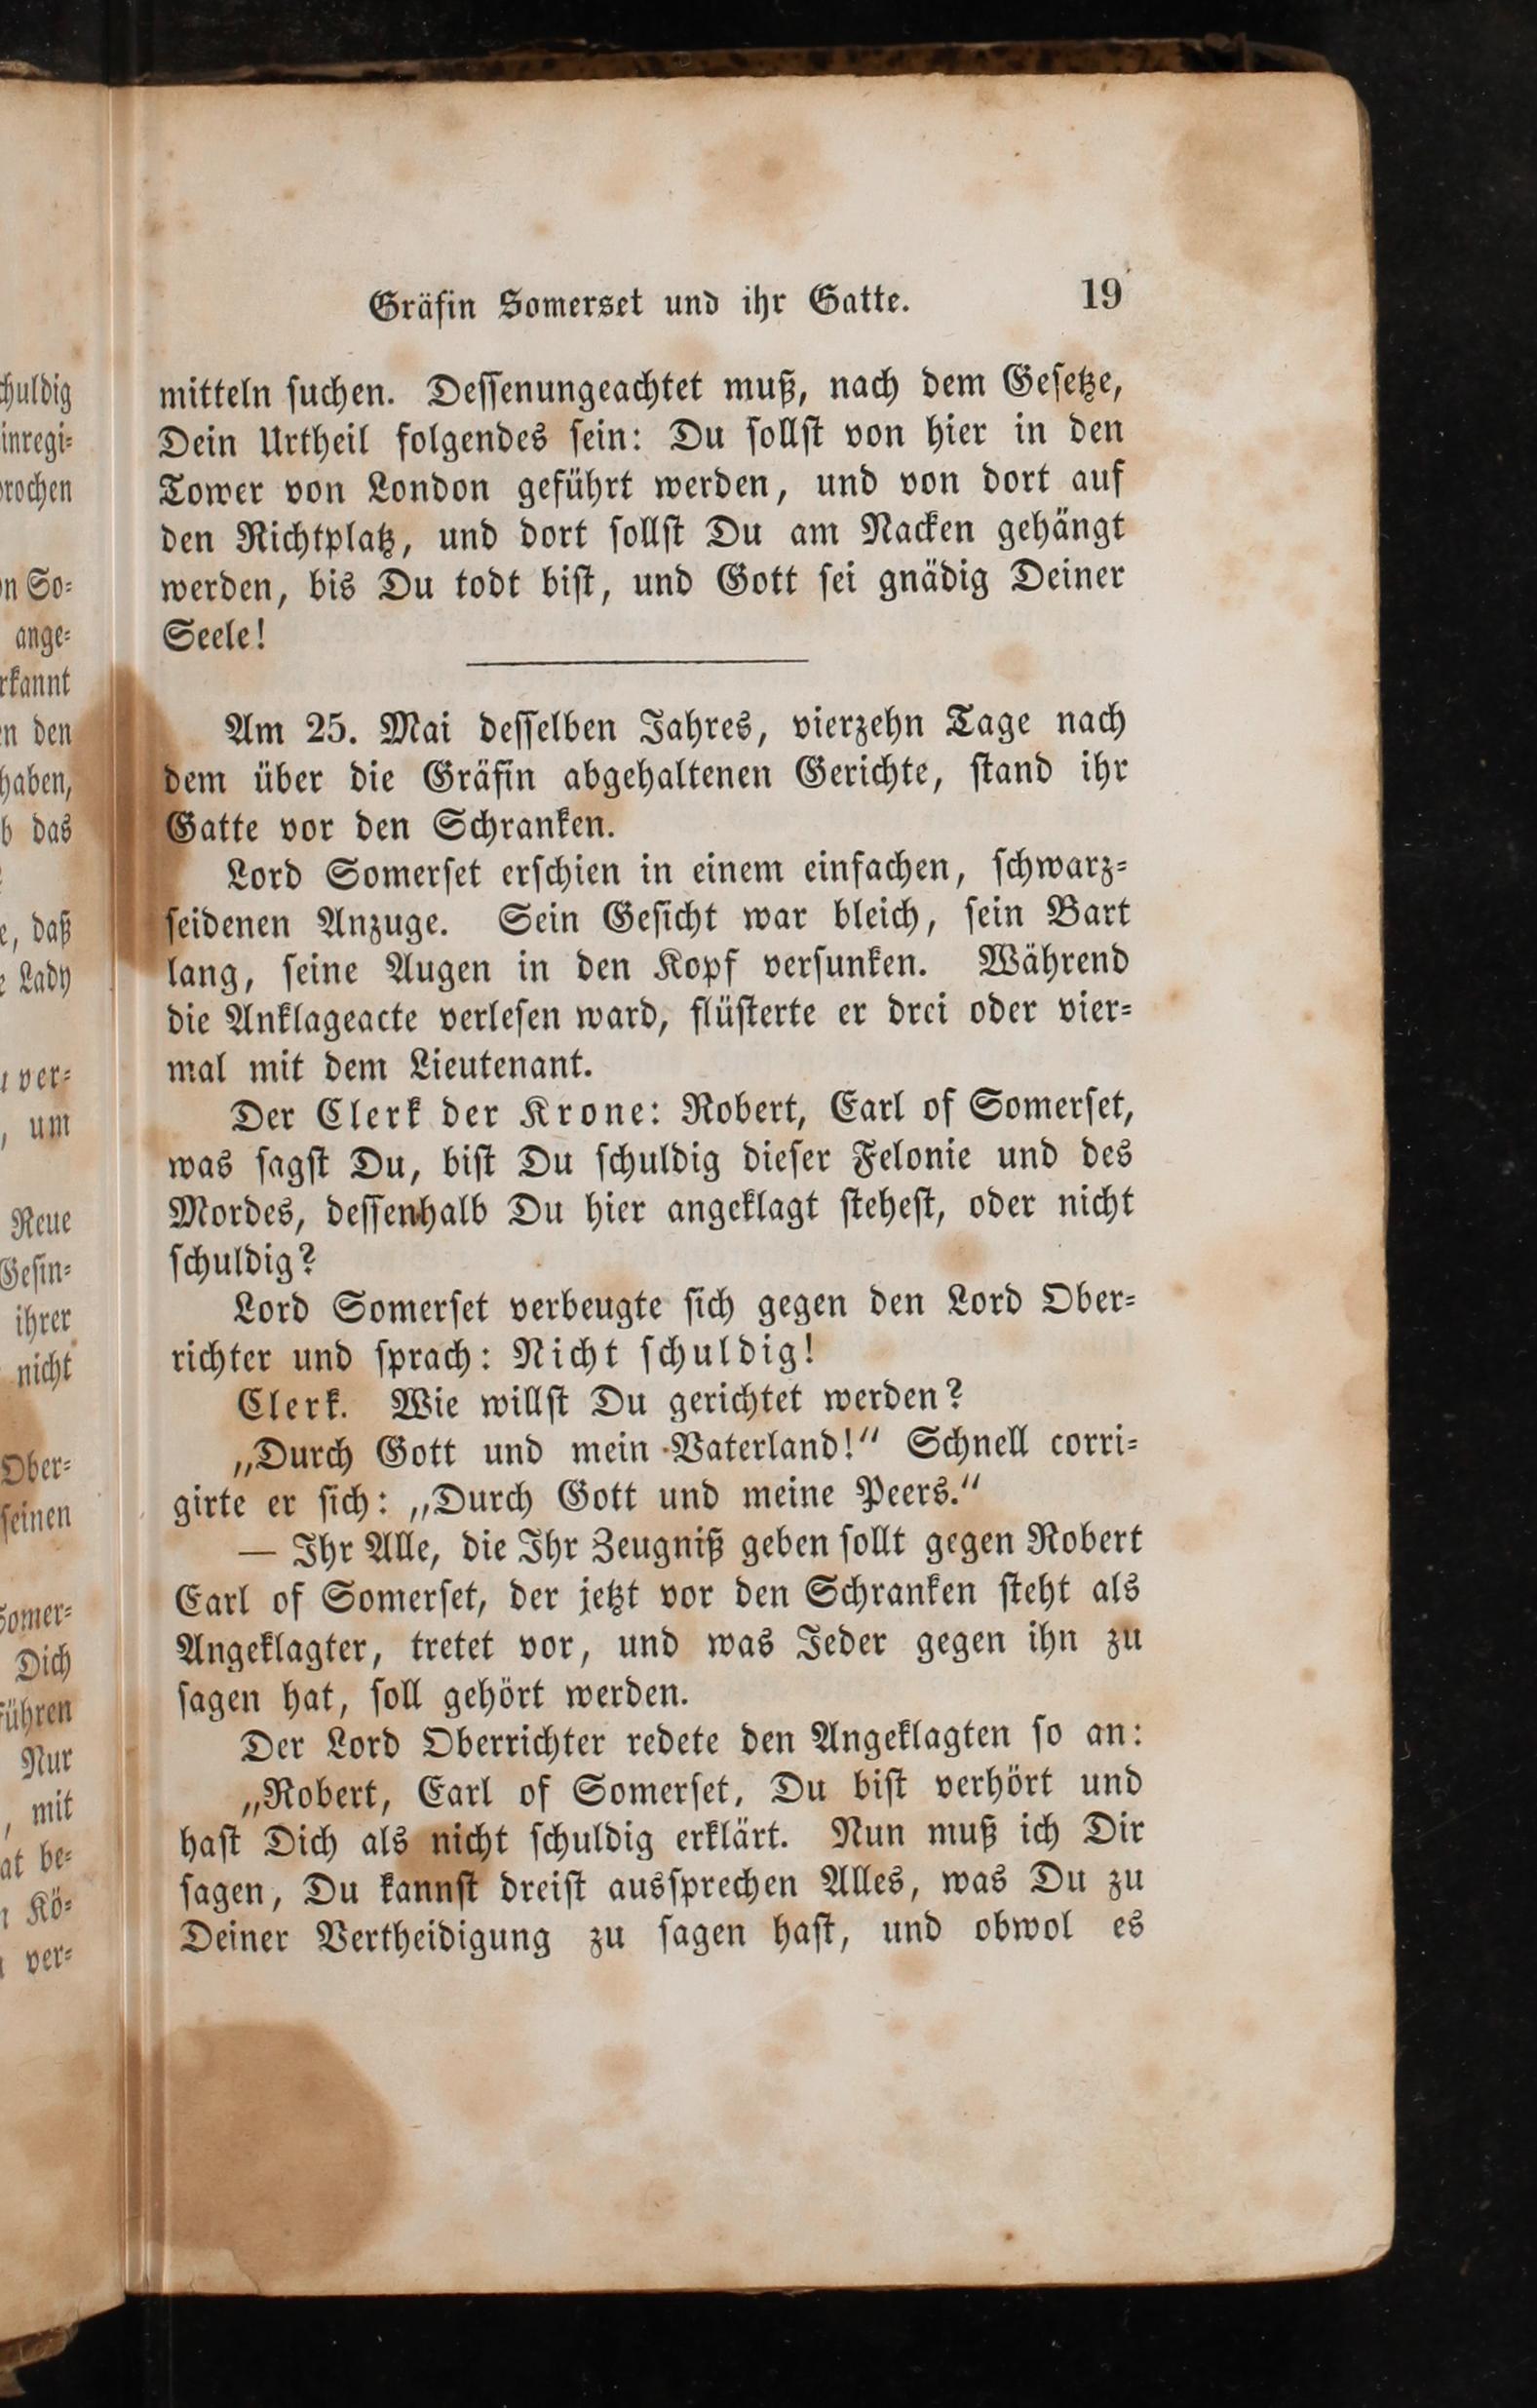 Gräfin Somerset und ihr Gatte. 19
mitteln suchen. Dessenungeachtet muß, nach dem Gesetze,
Dein Urtheil folgendes sein: Du sollst von hier in den
Tower von London geführt werden, und von dort auf
den Richtplatz, und dort sollst Du am Nacken gehängt
werden, bis Du todt bist, und Gott sei gnädig Deiner
Seele!
Am 25. Mai desselben Jahres, vierzehn Tage nach
dem über die Gräfin abgehaltenen Gerichte, stand ihr
Gatte vor den Schranken.
Lord Somerset erschien in einem einfachen, schwarz-
seidenen Anzuge. Sein Gesicht war bleich, sein Bart
lang, seine Augen in den Kopf versunken. Während
die Anklageacte verlesen ward, flüsterte er drei oder vier-
mal mit dem Lieutenant.
Der Clerk der Krone: Robert, Earl of Somerset,
was sagst Du, bist Du schuldig dieser Felonie und des
Mordes, dessenhalb Du hier angeklagt stehest, oder nicht
schuldig?
Lord Somerset verbeugte sich gegen den Lord Ober-
richter und sprach: Nicht schuldig!
Clerk. Wie willst Du gerichtet werden?
„Durch Gott und mein Vaterland!“ Schnell corri-
girte er sich: „Durch Gott und meine Peers.“
— Ihr Alle, die Ihr Zeugniß geben sollt gegen Robert
Earl of Somerset, der jetzt vor den Schranken steht als
Angeklagter, tretet vor, und was Jeder gegen ihn zu
sagen hat, soll gehört werden.
Der Lord Oberrichter redete den Angeklagten so an:
„Robert, Earl of Somerset, Du bist verhört und
hast Dich als nicht schuldig erklärt. Nun muß ich Dir
sagen, Du kannst dreist aussprechen Alles, was Du zu
Deiner Vertheidigung zu sagen hast, und obwol es